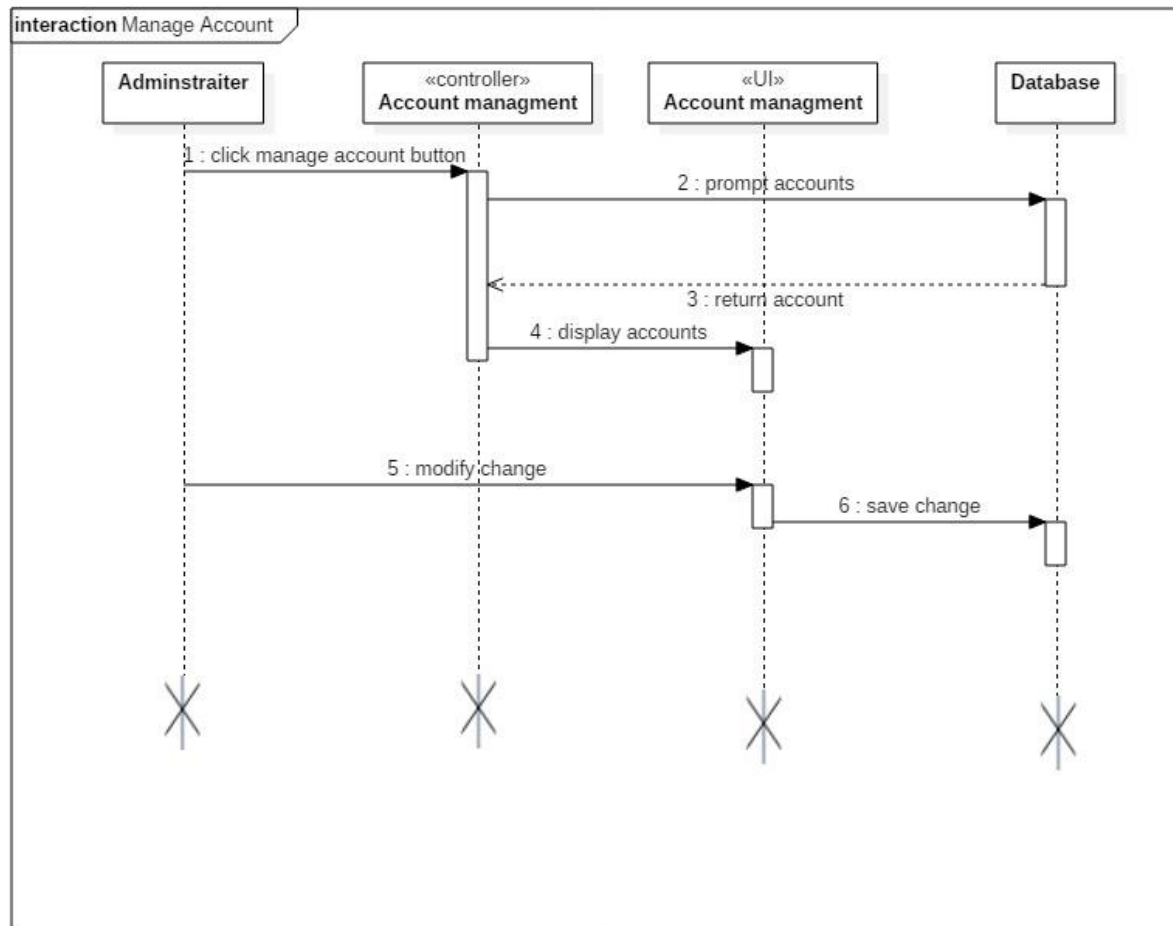 interaction Manage Account
Adminstraiter
«controller»
Account managment
«UI»
Account managment
Database
1 : click manage account button
2 : prompt accounts
3 : return account
4 : display accounts
5 : modify change
6 : save change